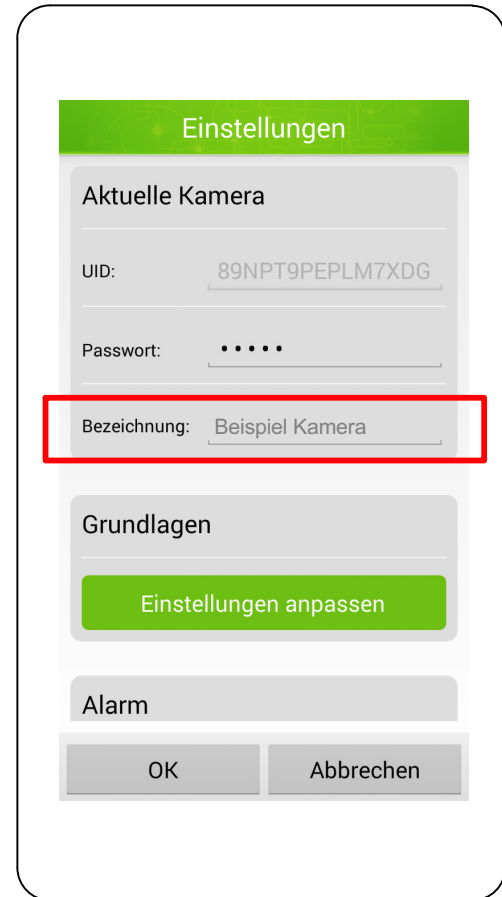 Einstellungen
Aktuelle Kamera
UID: 89NPT9PEPLM7XDG
Passwort: •••••
Bezeichnung: Beispiel Kamera
Grundlagen
Einstellungen anpassen
Alarm
OK Abbrechen